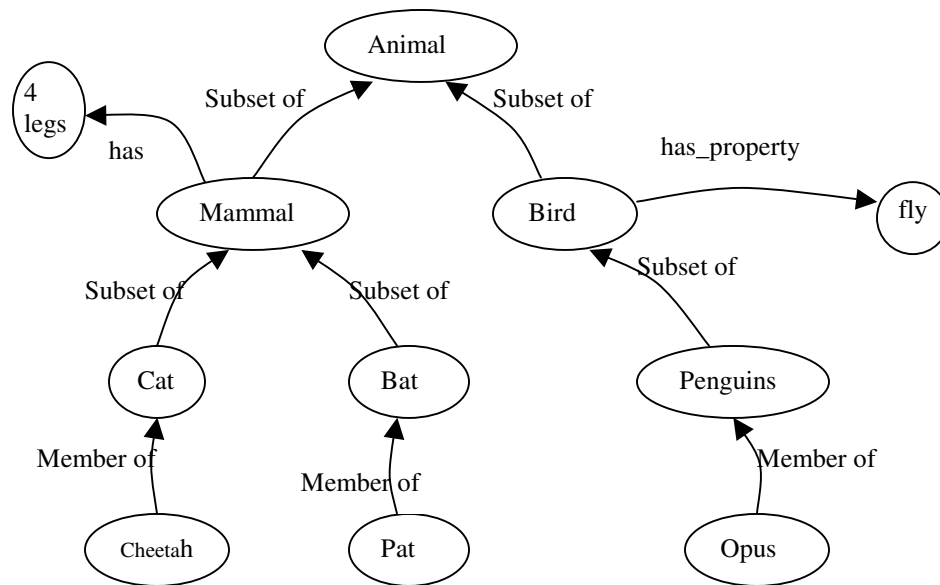 Animal
4
legs
Subset of
Subset of
has
has_property
Mammal
Bird
fly
Subset of
Subset of
Subset of
Cat
Bat
Penguins
Member of
Member of
Member of
Cheetah
Pat
Opus